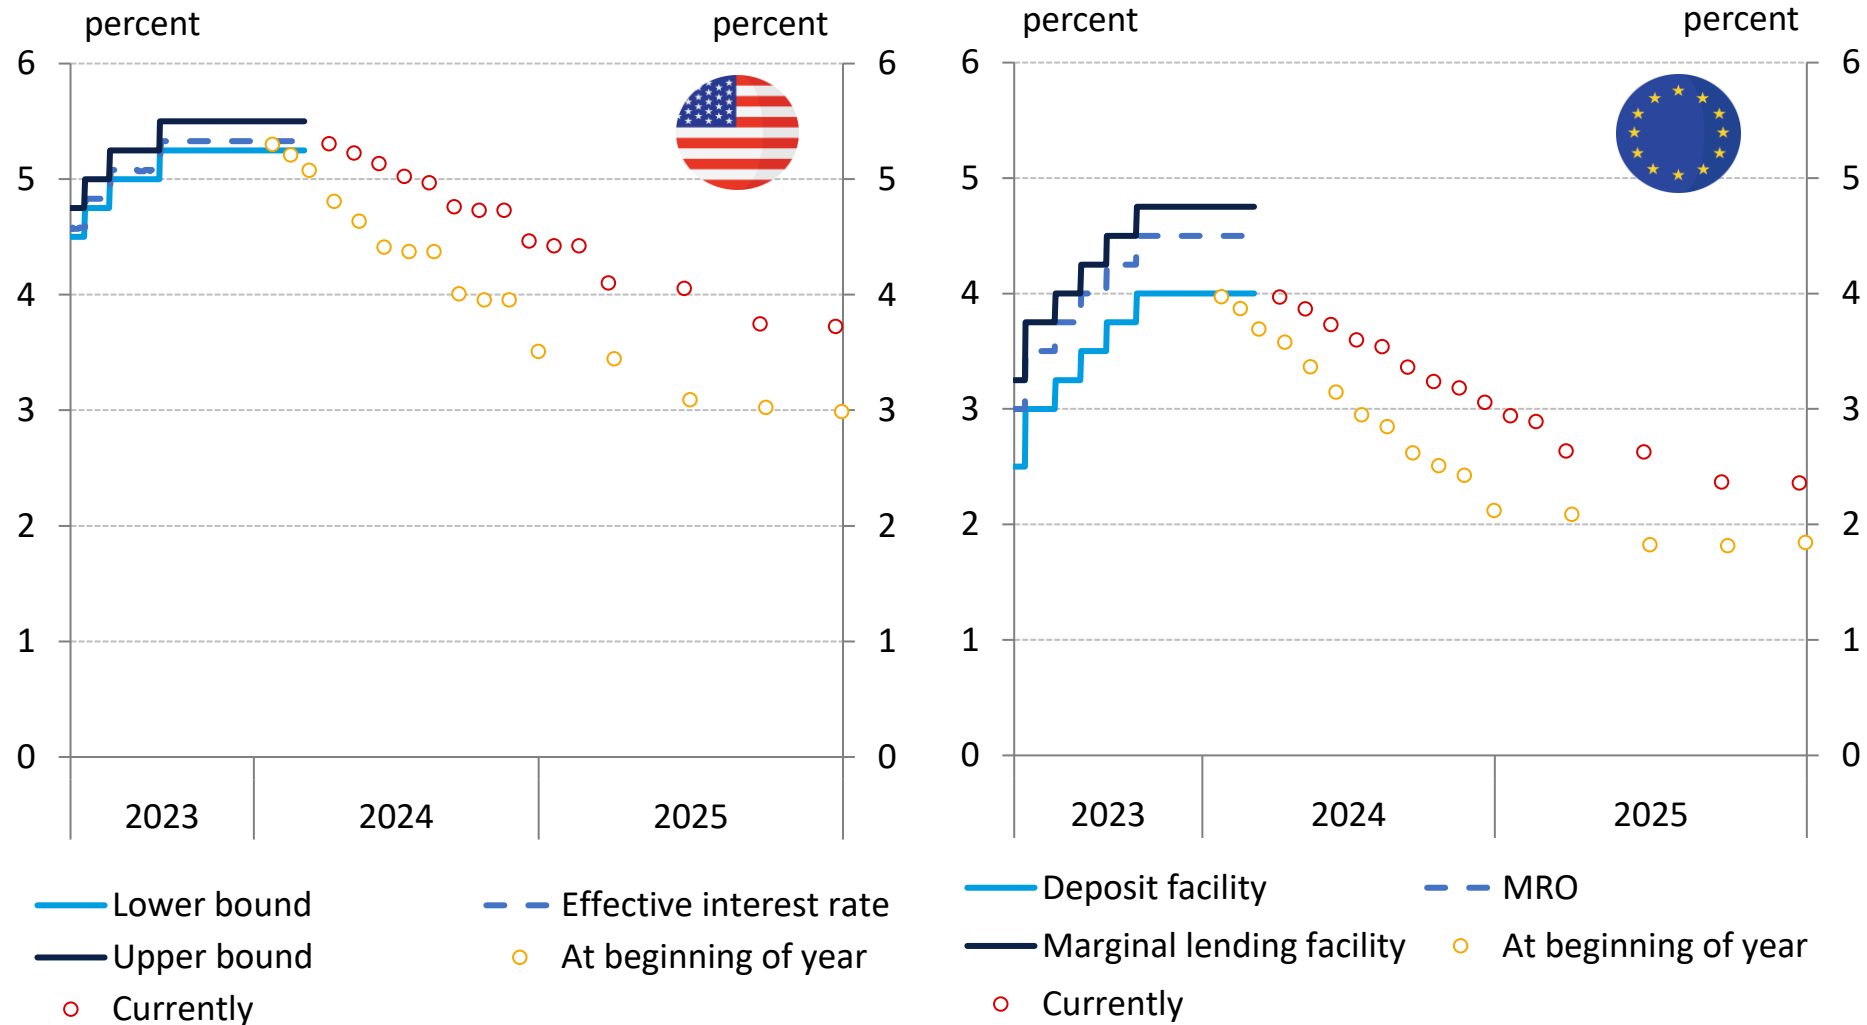 percent percent
6 6
5 5
4 4
3 3
2 2
1 1
0 0
2023 2024 2025
Lower bound Effective interest rate
Upper bound At beginning of year
Currently
percent percent
6 6
5 5
4 4
3 3
2 2
1 1
0 0
2023 2024 2025
Deposit facility MRO
Marginal lending facility At beginning of year
Currently